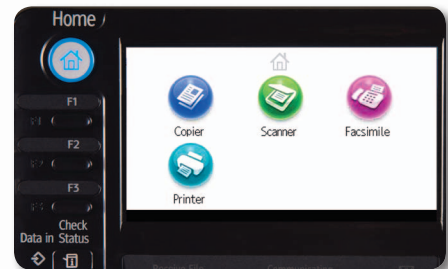 Home
F1
F2
F3
Check
Data in Status
Copier
Scanner
Facsimile
Printer